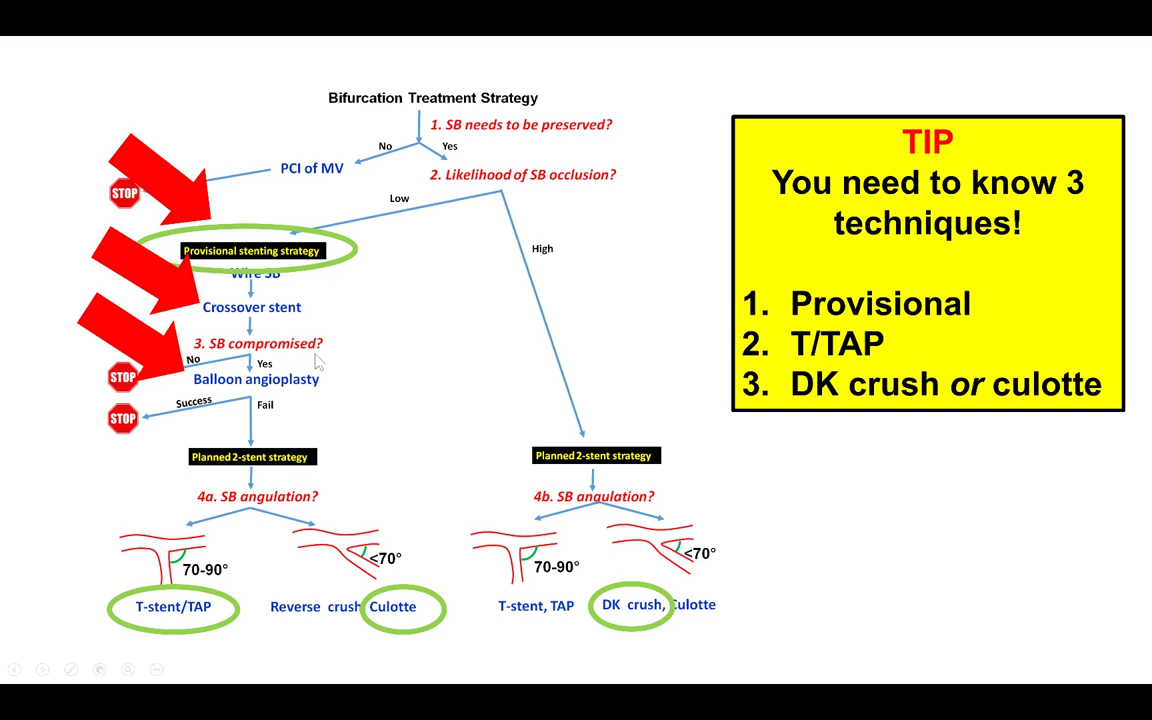 Bifurcation Treatment Strategy
1. SB needs to be preserved?
No
Yes
PCI of MV
2. Likelihood of SB occlusion?
STOP
Low
High
Provisional stenting strategy
Wire SB
Crossover stent
3. SB compromised?
No
Yes
STOP
Balloon angioplasty
Success
Fail
STOP
Planned 2-stent strategy
4a. SB angulation?
70-90°
<70°
T-stent/TAP
Reverse crush Culotte
Planned 2-stent strategy
4b. SB angulation?
70-90°
<70°
T-stent, TAP
DK crush, Culotte
TIP
You need to know 3
techniques!
1. Provisional
2. T/TAP
3. DK crush or culotte